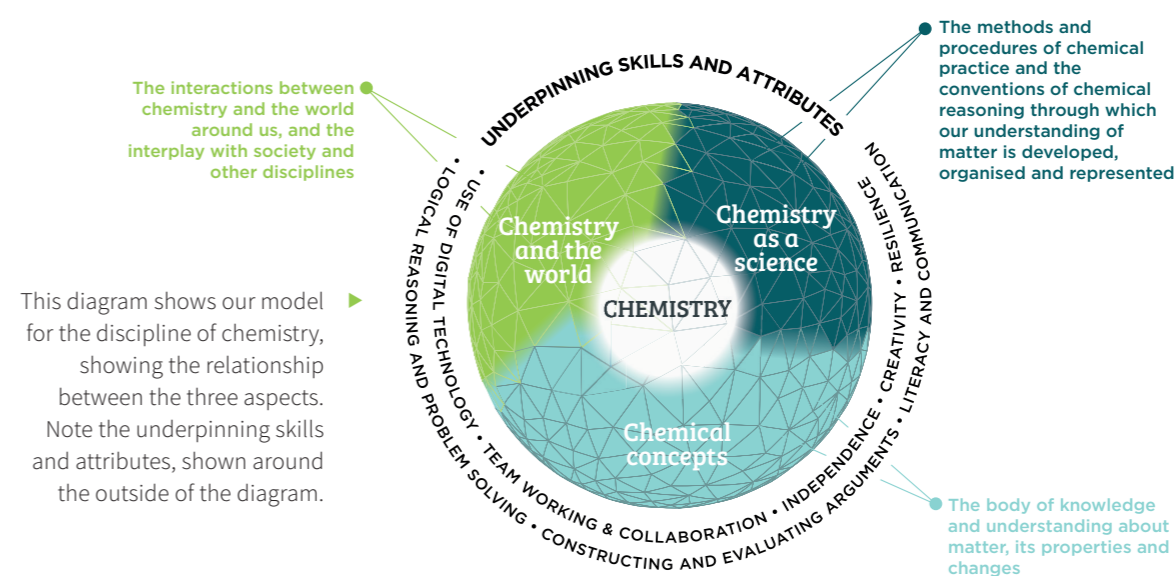 The interactions between
chemistry and the world
around us, and the
interplay with society and
other disciplines
The methods and
procedures of chemical
practice and the
conventions of chemical
reasoning through which
our understanding of
matter is developed,
organised and represented
This diagram shows our model
for the discipline of chemistry,
showing the relationship
between the three aspects.
Note the underpinning skills
and attributes, shown around
the outside of the diagram.
UNDERPINNING SKILLS AND ATTRIBUTES
Chemistry
and the
world
Chemistry
as a
science
CHEMISTRY
Chemical
concepts
• USE OF DIGITAL TECHNOLOGY • TEAM WORKING & COLLABORATION • INDEPENDENCE • CREATIVITY • RESILIENCE
• LOGICAL REASONING AND PROBLEM SOLVING • CONSTRUCTING AND EVALUATING ARGUMENTS • LITERACY AND COMMUNICATION
The body of knowledge
and understanding about
matter, its properties and
changes